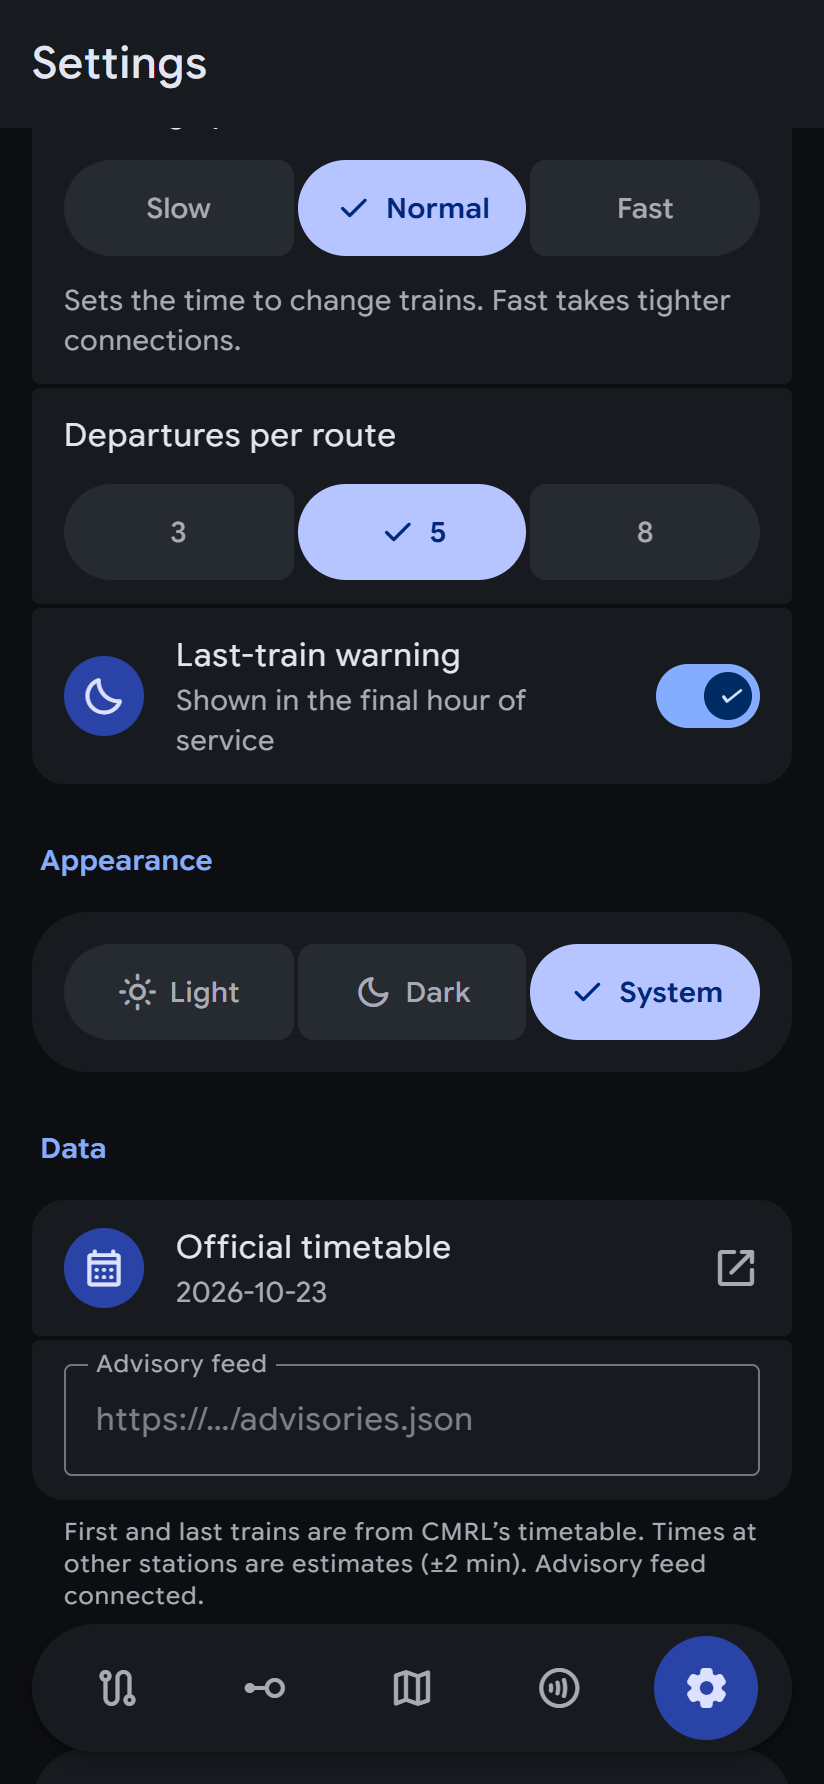 Settings
Slow
Normal
Fast
Sets the time to change trains. Fast takes tighter
connections.
Departures per route
3
5
8
Last-train warning
Shown in the final hour of
service
Appearance
Light
Dark
System
Data
Official timetable
2026-10-23
Advisory feed
https://.../advisories.json
First and last trains are from CMRL’s timetable. Times at
other stations are estimates (±2 min). Advisory feed
connected.